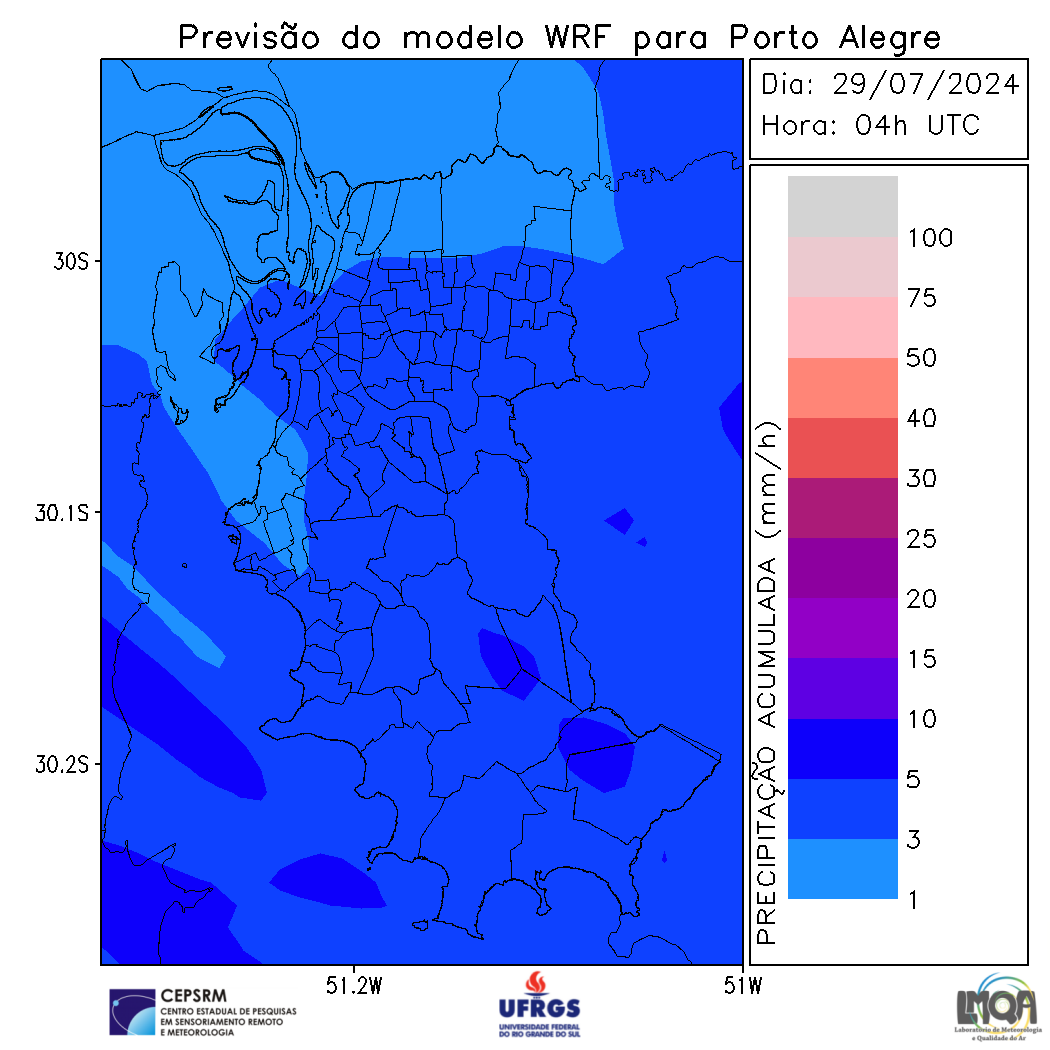 Previsão do modelo WRF para Porto Alegre
Dia: 29/07/2024
Hora: 04h UTC
30S
30.1S
30.2S
51.2W
51W
PRECIPITAÇÃO ACUMULADA (mm/h)
100
75
50
40
30
25
20
15
10
5
3
1
CEPSRM
CENTRO ESTADUAL DE PESQUISAS
EM SENSORIAMENTO REMOTO
E METEOROLOGIA
UFRGS
UNIVERSIDADE FEDERAL
DO RIO GRANDE DO SUL
LMQA
Laboratório de Meteorologia
e Qualidade do Ar